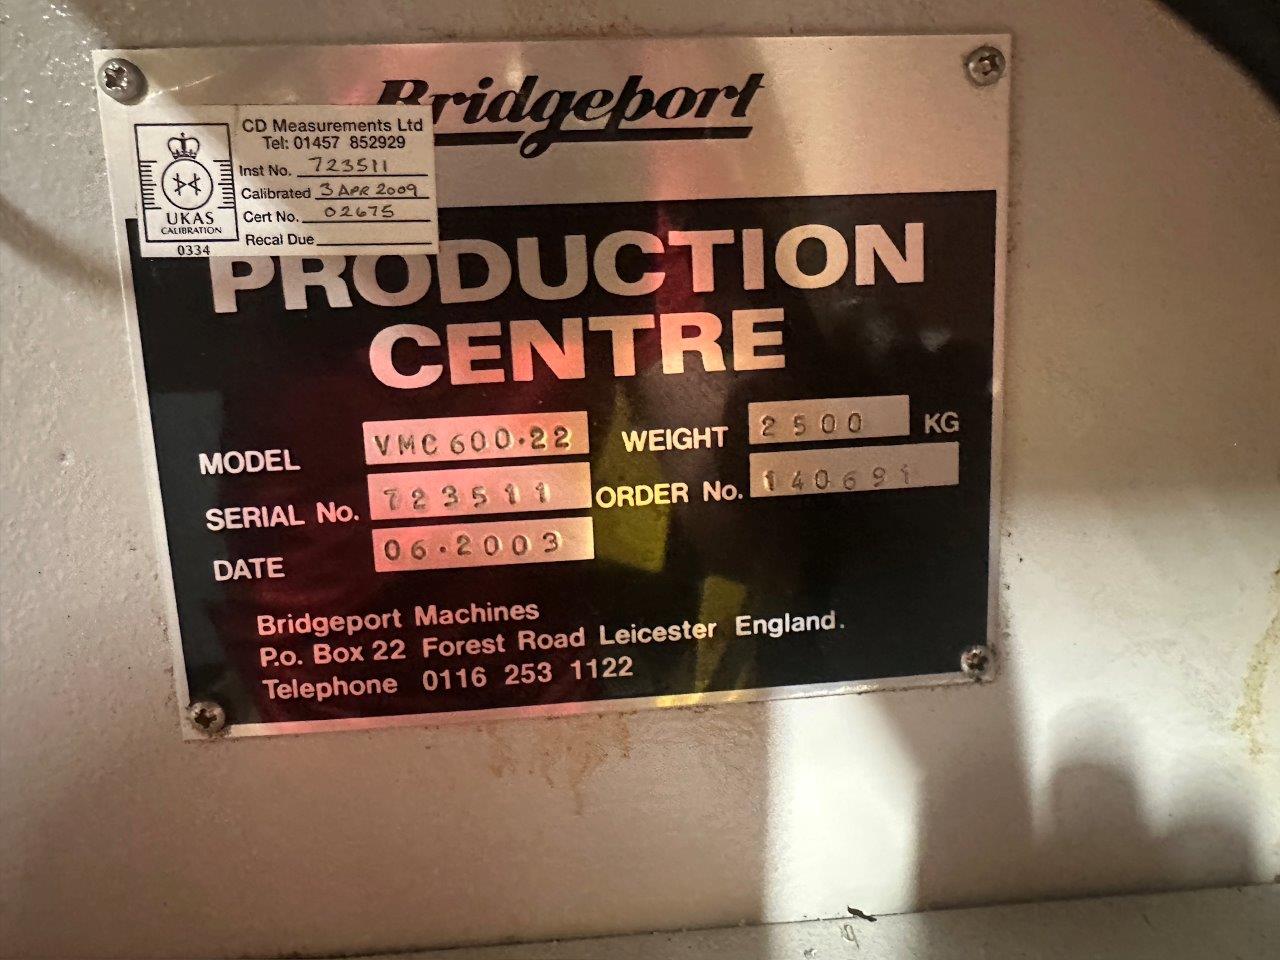 Bridgeport
CD Measurements Ltd
Tel: 01457 852929
Inst No. 723511
Calibrated 3 APR 2009
Cert No. 02675
Recal Due
UKAS
CALIBRATION
0334
PRODUCTION
CENTRE
MODEL VMC 600·22 WEIGHT 2500 KG
SERIAL No. 723511 ORDER No. 140691
DATE 06·2003
Bridgeport Machines
P.o. Box 22 Forest Road Leicester England.
Telephone 0116 253 1122